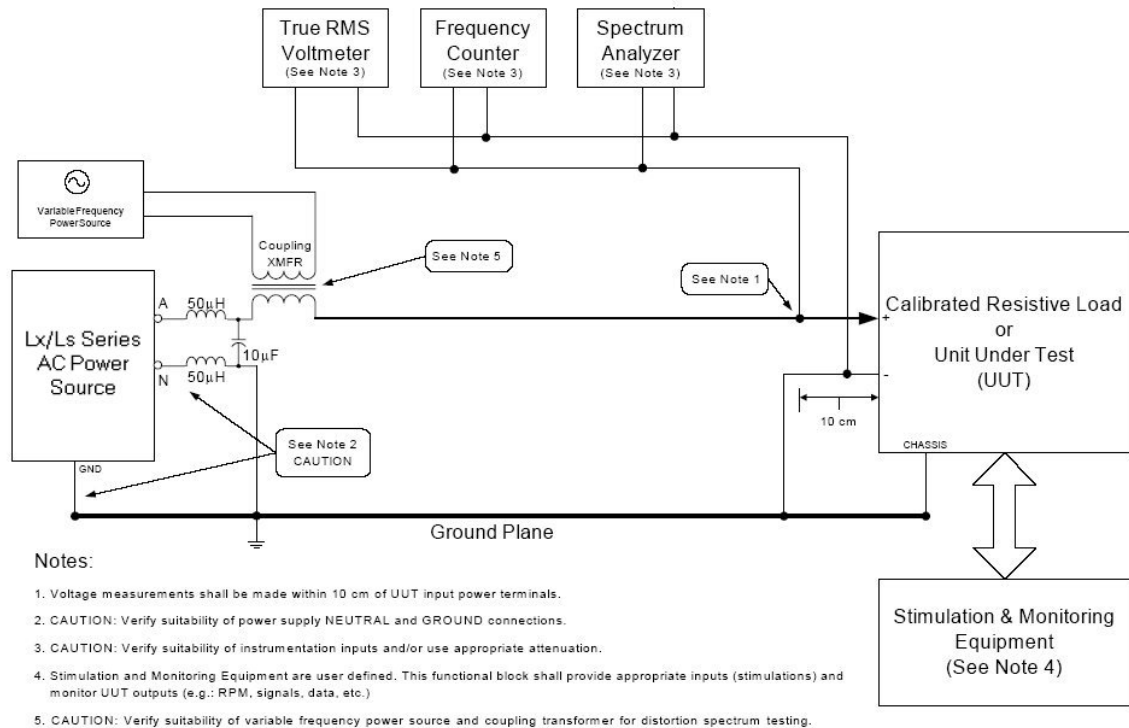 True RMS
Voltmeter
(See Note 3)
Frequency
Counter
(See Note 3)
Spectrum
Analyzer
(See Note 3)
Variable Frequency
Power Source
Coupling
XMFR
See Note 5
See Note 1
A
50µH
10µF
N
50µH
Lx/Ls Series
AC Power
Source
GND
See Note 2
CAUTION
+
-
Calibrated Resistive Load
or
Unit Under Test
(UUT)
10 cm
CHASSIS
Ground Plane
Stimulation & Monitoring
Equipment
(See Note 4)
Notes:
1. Voltage measurements shall be made within 10 cm of UUT input power terminals.
2. CAUTION: Verify suitability of power supply NEUTRAL and GROUND connections.
3. CAUTION: Verify suitability of instrumentation inputs and/or use appropriate attenuation.
4. Stimulation and Monitoring Equipment are user defined. This functional block shall provide appropriate inputs (stimulations) and
monitor UUT outputs (e.g.: RPM, signals, data, etc.)
5. CAUTION: Verify suitability of variable frequency power source and coupling transformer for distortion spectrum testing.